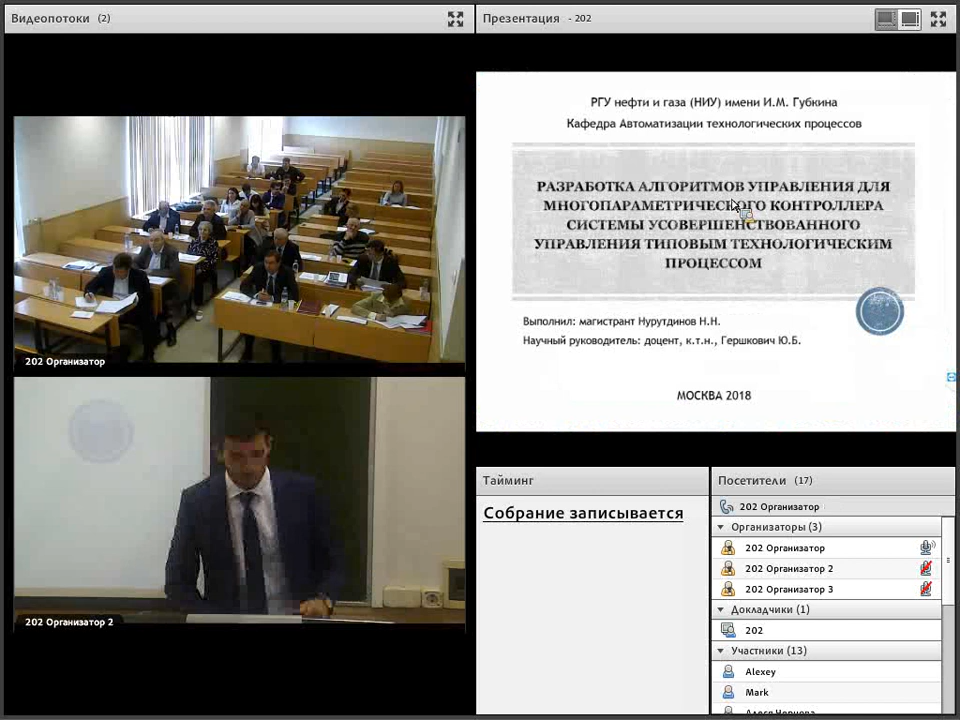 Видеопотоки (2)
202 Организатор
202 Организатор 2
Презентация - 202
РГУ нефти и газа (НИУ) имени И.М. Губкина
Кафедра Автоматизации технологических процессов
РАЗРАБОТКА АЛГОРИТМОВ УПРАВЛЕНИЯ ДЛЯ
МНОГОПАРАМЕТРИЧЕСКОГО КОНТРОЛЛЕРА
СИСТЕМЫ УСОВЕРШЕНСТВОВАННОГО
УПРАВЛЕНИЯ ТИПОВЫМ ТЕХНОЛОГИЧЕСКИМ
ПРОЦЕССОМ
Выполнил: магистрант Нурутдинов Н.Н.
Научный руководитель: доцент, к.т.н., Гершкович Ю.Б.
МОСКВА 2018
Тайминг
Собрание записывается
Посетители (17)
202 Организатор
Организаторы (3)
202 Организатор
202 Организатор 2
202 Организатор 3
Докладчики (1)
202
Участники (13)
Alexey
Mark